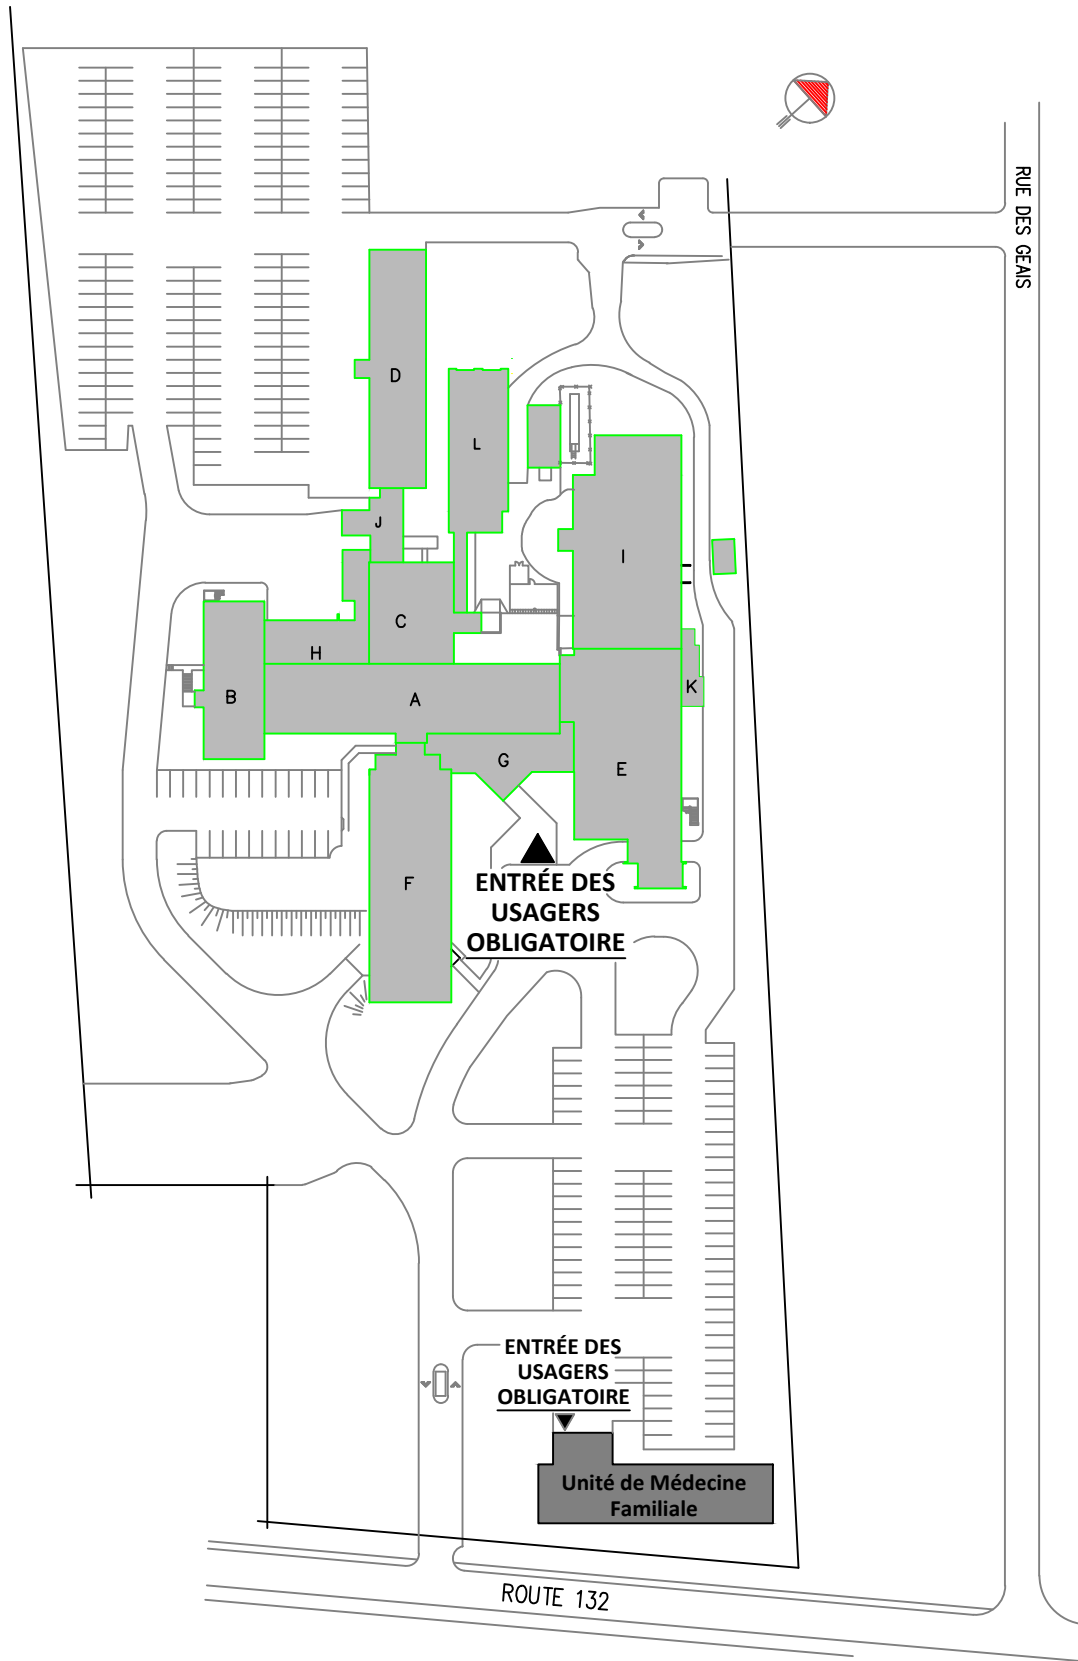 RUE DES GEAIS
D
L
J
I
C
H
B
A
K
G
E
F
ENTRÉE DES
USAGERS
OBLIGATOIRE
ENTRÉE DES
USAGERS
OBLIGATOIRE
Unité de Médecine
Familiale
ROUTE 132